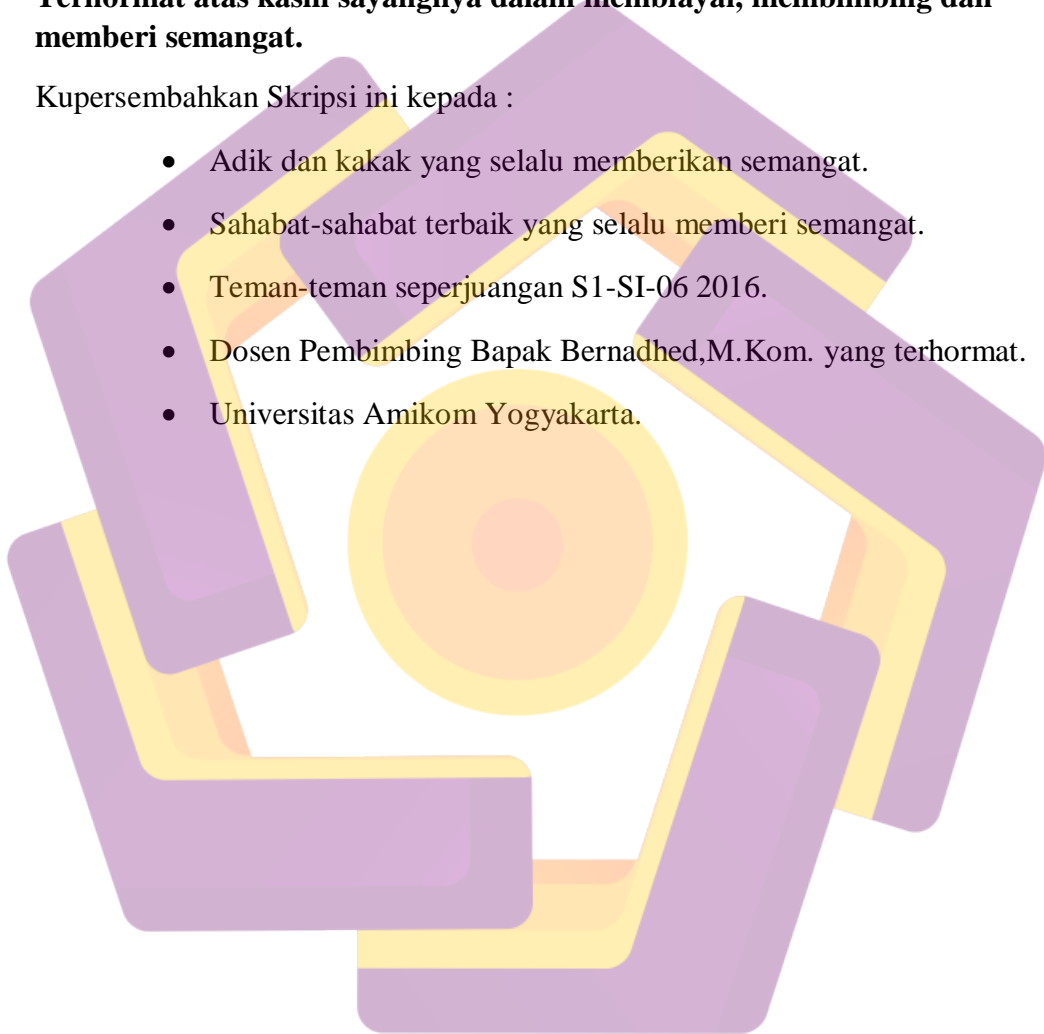 Terhormat atas kasih sayangnya dalam membiayai, membimbing dan
memberi semangat.
Kupersembahkan Skripsi ini kepada :
• Adik dan kakak yang selalu memberikan semangat.
• Sahabat-sahabat terbaik yang selalu memberi semangat.
• Teman-teman seperjuangan S1-SI-06 2016.
• Dosen Pembimbing Bapak Bernadhed,M.Kom. yang terhormat.
• Universitas Amikom Yogyakarta.